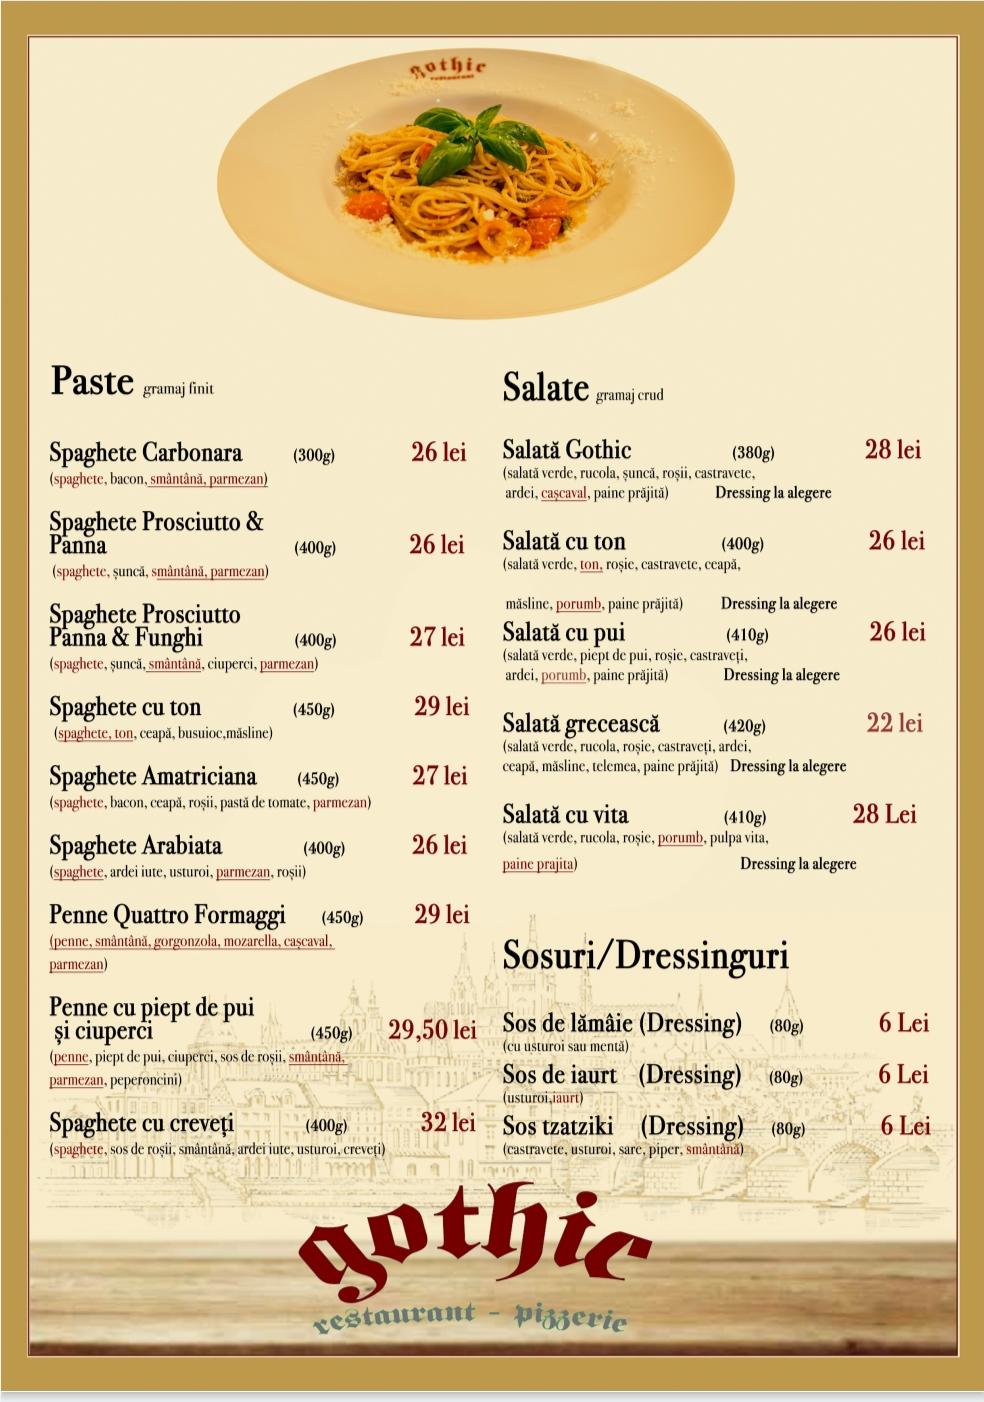 gothic
restaurant
Paste gramaj finit
Spaghete Carbonara (300g) 26 lei
(spaghete, bacon, smântână, parmezan)
Spaghete Prosciutto &
Panna (400g) 26 lei
(spaghete, șuncă, smântână, parmezan)
Spaghete Prosciutto
Panna & Funghi (400g) 27 lei
(spaghete, șuncă, smântână, ciuperci, parmezan)
Spaghete cu ton (450g) 29 lei
(spaghete, ton, ceapă, busuioc,măsline)
Spaghete Amatriciana (450g) 27 lei
(spaghete, bacon, ceapă, roșii, pastă de tomate, parmezan)
Spaghete Arabiata (400g) 26 lei
(spaghete, ardei iute, usturoi, parmezan, roșii)
Penne Quattro Formaggi (450g) 29 lei
(penne, smântână, gorgonzola, mozarella, cașcaval,
parmezan)
Penne cu piept de pui
și ciuperci (450g) 29,50 lei
(penne, piept de pui, ciuperci, sos de roșii, smântână,
parmezan, peperoncini)
Spaghete cu creveți (400g) 32 lei
(spaghete, sos de roșii, smântână, ardei iute, usturoi, creveți)
Salate gramaj crud
Salată Gothic (380g) 28 lei
(salată verde, rucola, șuncă, roșii, castravete,
ardei, cașcaval, paine prăjită) Dressing la alegere
Salată cu ton (400g) 26 lei
(salată verde, ton, roșie, castravete, ceapă,
măsline, porumb, paine prăjită) Dressing la alegere
Salată cu pui (410g) 26 lei
(salată verde, piept de pui, roșie, castraveți,
ardei, porumb, paine prăjită) Dressing la alegere
Salată grecească (420g) 22 lei
(salată verde, rucola, roșie, castraveți, ardei,
ceapă, măsline, telemea, paine prăjită) Dressing la alegere
Salată cu vita (410g) 28 Lei
(salată verde, rucola, roșie, porumb, pulpa vita,
paine prajita) Dressing la alegere
Sosuri/Dressinguri
Sos de lămâie (Dressing) (80g) 6 Lei
(cu usturoi sau mentă)
Sos de iaurt (Dressing) (80g) 6 Lei
(usturoi,iaurt)
Sos tzatziki (Dressing) (80g) 6 Lei
(castravete, usturoi, sare, piper, smântână)
gothic
restaurant - pizzerie